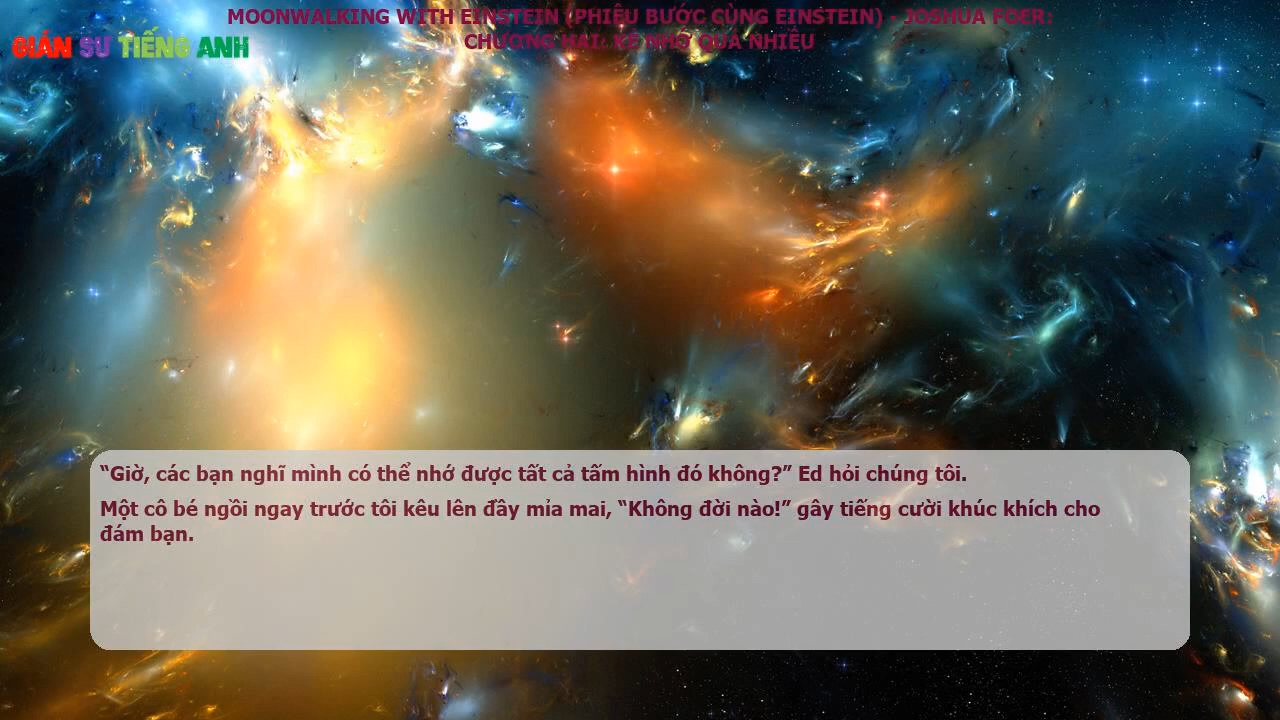 MOONWALKING WITH EINSTEIN (PHIÊU BƯỚC CÙNG EINSTEIN) - JOSHUA FOER:
CHƯƠNG HAI: KẺ NHỚ QUÁ NHIỀU
GIÁN SƯ TIẾNG ANH
“Giờ, các bạn nghĩ mình có thể nhớ được tất cả tấm hình đó không?” Ed hỏi chúng tôi.
Một cô bé ngồi ngay trước tôi kêu lên đầy mỉa mai, “Không đời nào!” gây tiếng cười khúc khích cho
đám bạn.